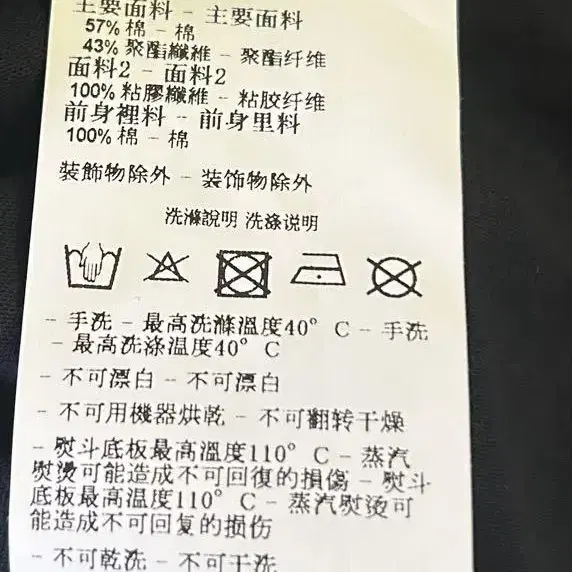 主要面料 - 主要面料
57% 棉 - 棉
43% 聚酯纖維 - 聚酯纤维
面料2 - 面料2
100% 粘膠纖維 - 粘胶纤维
前身裡料 - 前身里料
100% 棉 - 棉
裝飾物除外 - 装饰物除外
洗滌說明 洗涤说明
- 手洗 - 最高洗滌溫度40° C - 手洗
- 最高洗涤温度40° C
- 不可漂白 - 不可漂白
- 不可用機器烘乾 - 不可翻转干燥
- 熨斗底板最高溫度110° C - 蒸汽
熨燙可能造成不可回復的損傷 - 熨斗
底板最高温度110° C - 蒸汽熨烫可
能造成不可回复的损伤
- 不可乾洗 - 不可干洗